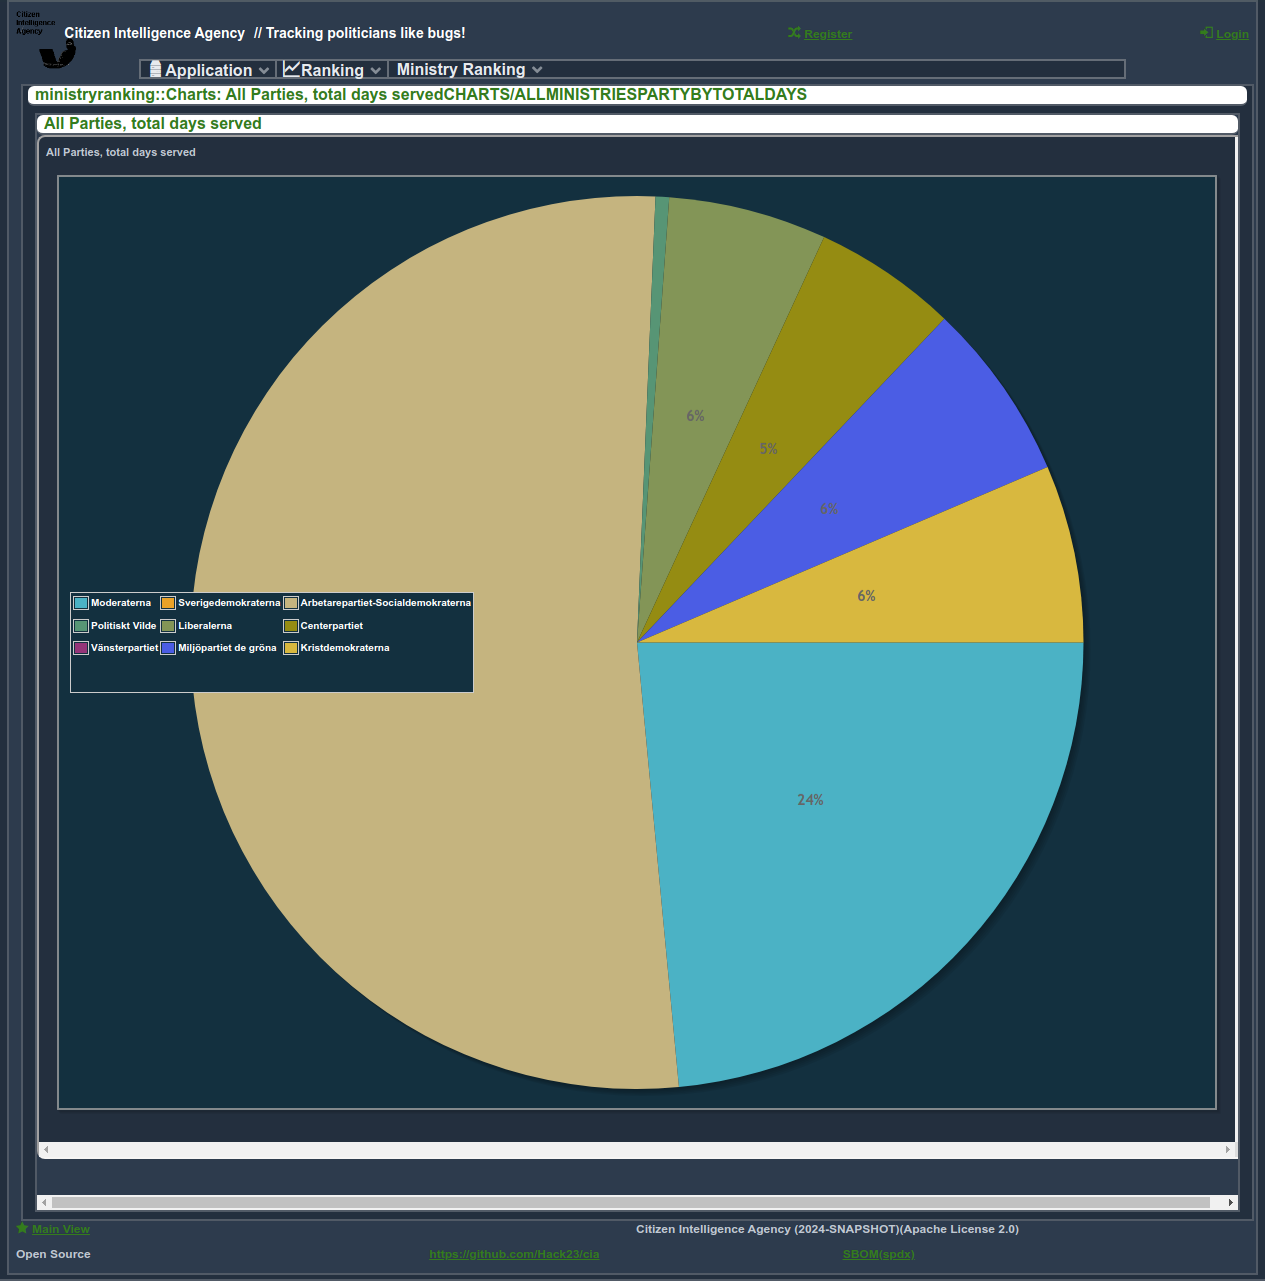 Citizen
Intelligence
Agency
Citizen Intelligence Agency // Tracking politicians like bugs!
Register
Login
Application
Ranking
Ministry Ranking
ministryranking::Charts: All Parties, total days servedCHARTS/ALLMINISTRIESPARTYBYTOTALDAYS
All Parties, total days served
All Parties, total days served
6%
5%
6%
6%
24%
Moderaterna Sverigedemokraterna Arbetarepartiet-Socialdemokraterna
Politiskt Vilde Liberalerna Centerpartiet
Vänsterpartiet Miljöpartiet de gröna Kristdemokraterna
Main View
Citizen Intelligence Agency (2024-SNAPSHOT)(Apache License 2.0)
Open Source
https://github.com/Hack23/cia
SBOM(spdx)